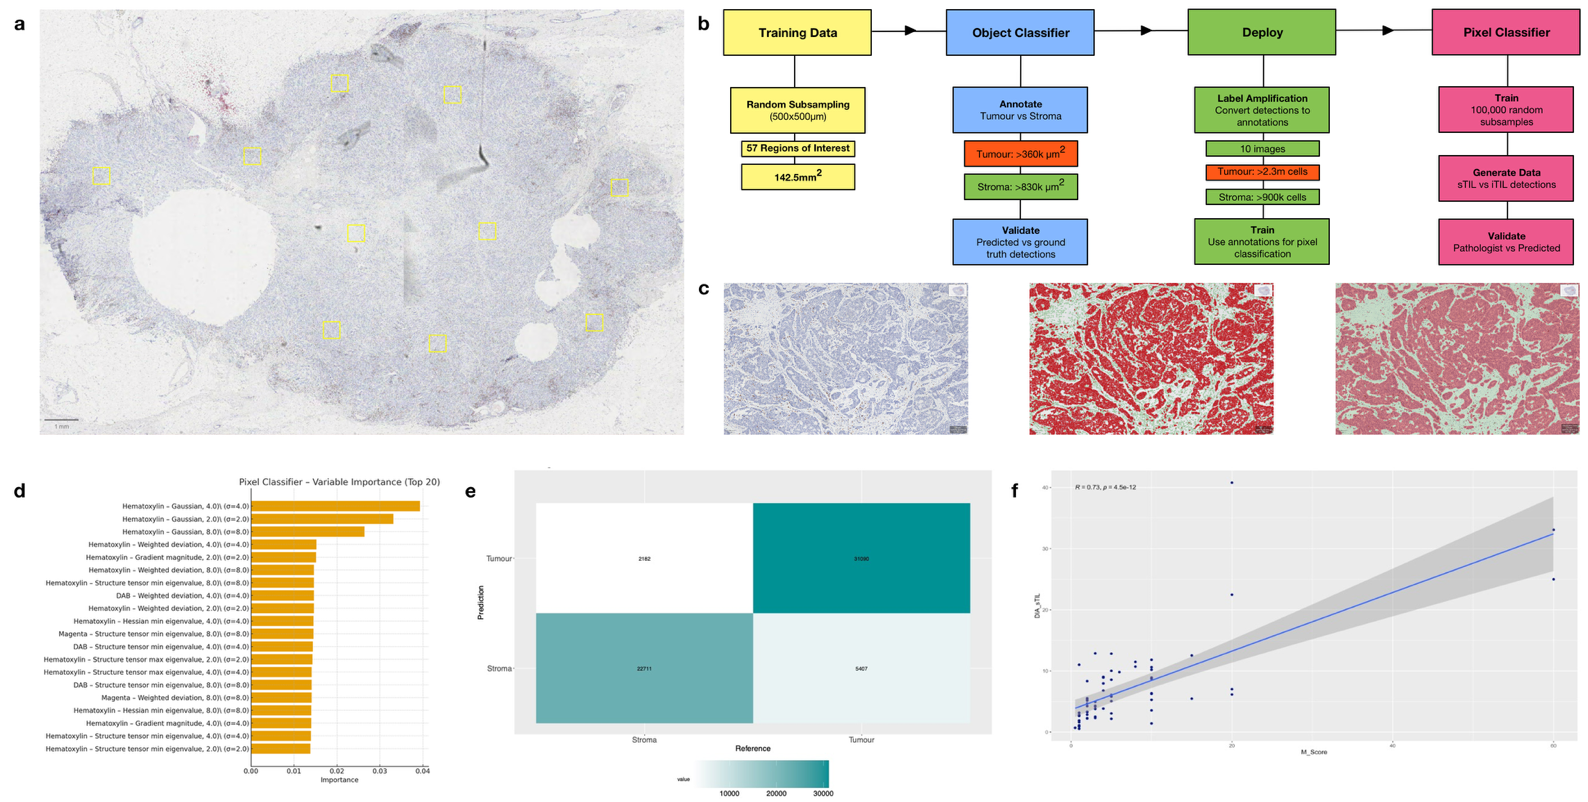 a
1 mm
b
Training Data
Object Classifier
Deploy
Pixel Classifier
Random Subsampling
(500x500µm)
57 Regions of Interest
142.5mm2
Annotate
Tumour vs Stroma
Tumour: >360k µm2
Stroma: >830k µm2
Validate
Predicted vs ground
truth detections
Label Amplification
Convert detections to
annotations
10 images
Tumour: >2.3m cells
Stroma: >900k cells
Train
Use annotations for pixel
classification
Train
100,000 random
subsamples
Generate Data
sTIL vs iTIL detections
Validate
Pathologist vs Predicted
c
d
Pixel Classifier – Variable Importance (Top 20)
Hematoxylin – Gaussian, 4.0)\ (σ=4.0)
Hematoxylin – Gaussian, 2.0)\ (σ=2.0)
Hematoxylin – Gaussian, 8.0)\ (σ=8.0)
Hematoxylin – Weighted deviation, 4.0)\ (σ=4.0)
Hematoxylin – Gradient magnitude, 2.0)\ (σ=2.0)
Hematoxylin – Weighted deviation, 8.0)\ (σ=8.0)
Hematoxylin – Structure tensor min eigenvalue, 8.0)\ (σ=8.0)
DAB – Weighted deviation, 4.0)\ (σ=4.0)
Hematoxylin – Weighted deviation, 2.0)\ (σ=2.0)
Hematoxylin – Hessian min eigenvalue, 4.0)\ (σ=4.0)
Magenta – Structure tensor min eigenvalue, 8.0)\ (σ=8.0)
DAB – Structure tensor min eigenvalue, 4.0)\ (σ=4.0)
Hematoxylin – Structure tensor max eigenvalue, 2.0)\ (σ=2.0)
Hematoxylin – Structure tensor max eigenvalue, 4.0)\ (σ=4.0)
DAB – Structure tensor min eigenvalue, 8.0)\ (σ=8.0)
Magenta – Weighted deviation, 8.0)\ (σ=8.0)
Hematoxylin – Hessian min eigenvalue, 8.0)\ (σ=8.0)
Hematoxylin – Gradient magnitude, 4.0)\ (σ=4.0)
Hematoxylin – Structure tensor min eigenvalue, 4.0)\ (σ=4.0)
Hematoxylin – Structure tensor min eigenvalue, 2.0)\ (σ=2.0)
0.00 0.01 0.02 0.03 0.04
Importance
e
Prediction
Tumour
Stroma
2182
22711
5407
Stroma
Tumour
Reference
value
10000 20000 30000
f
R = 0.73, p = 4.5e-12
DIA_sTIL
40
30
20
10
0
0 20 40 60
M_Score